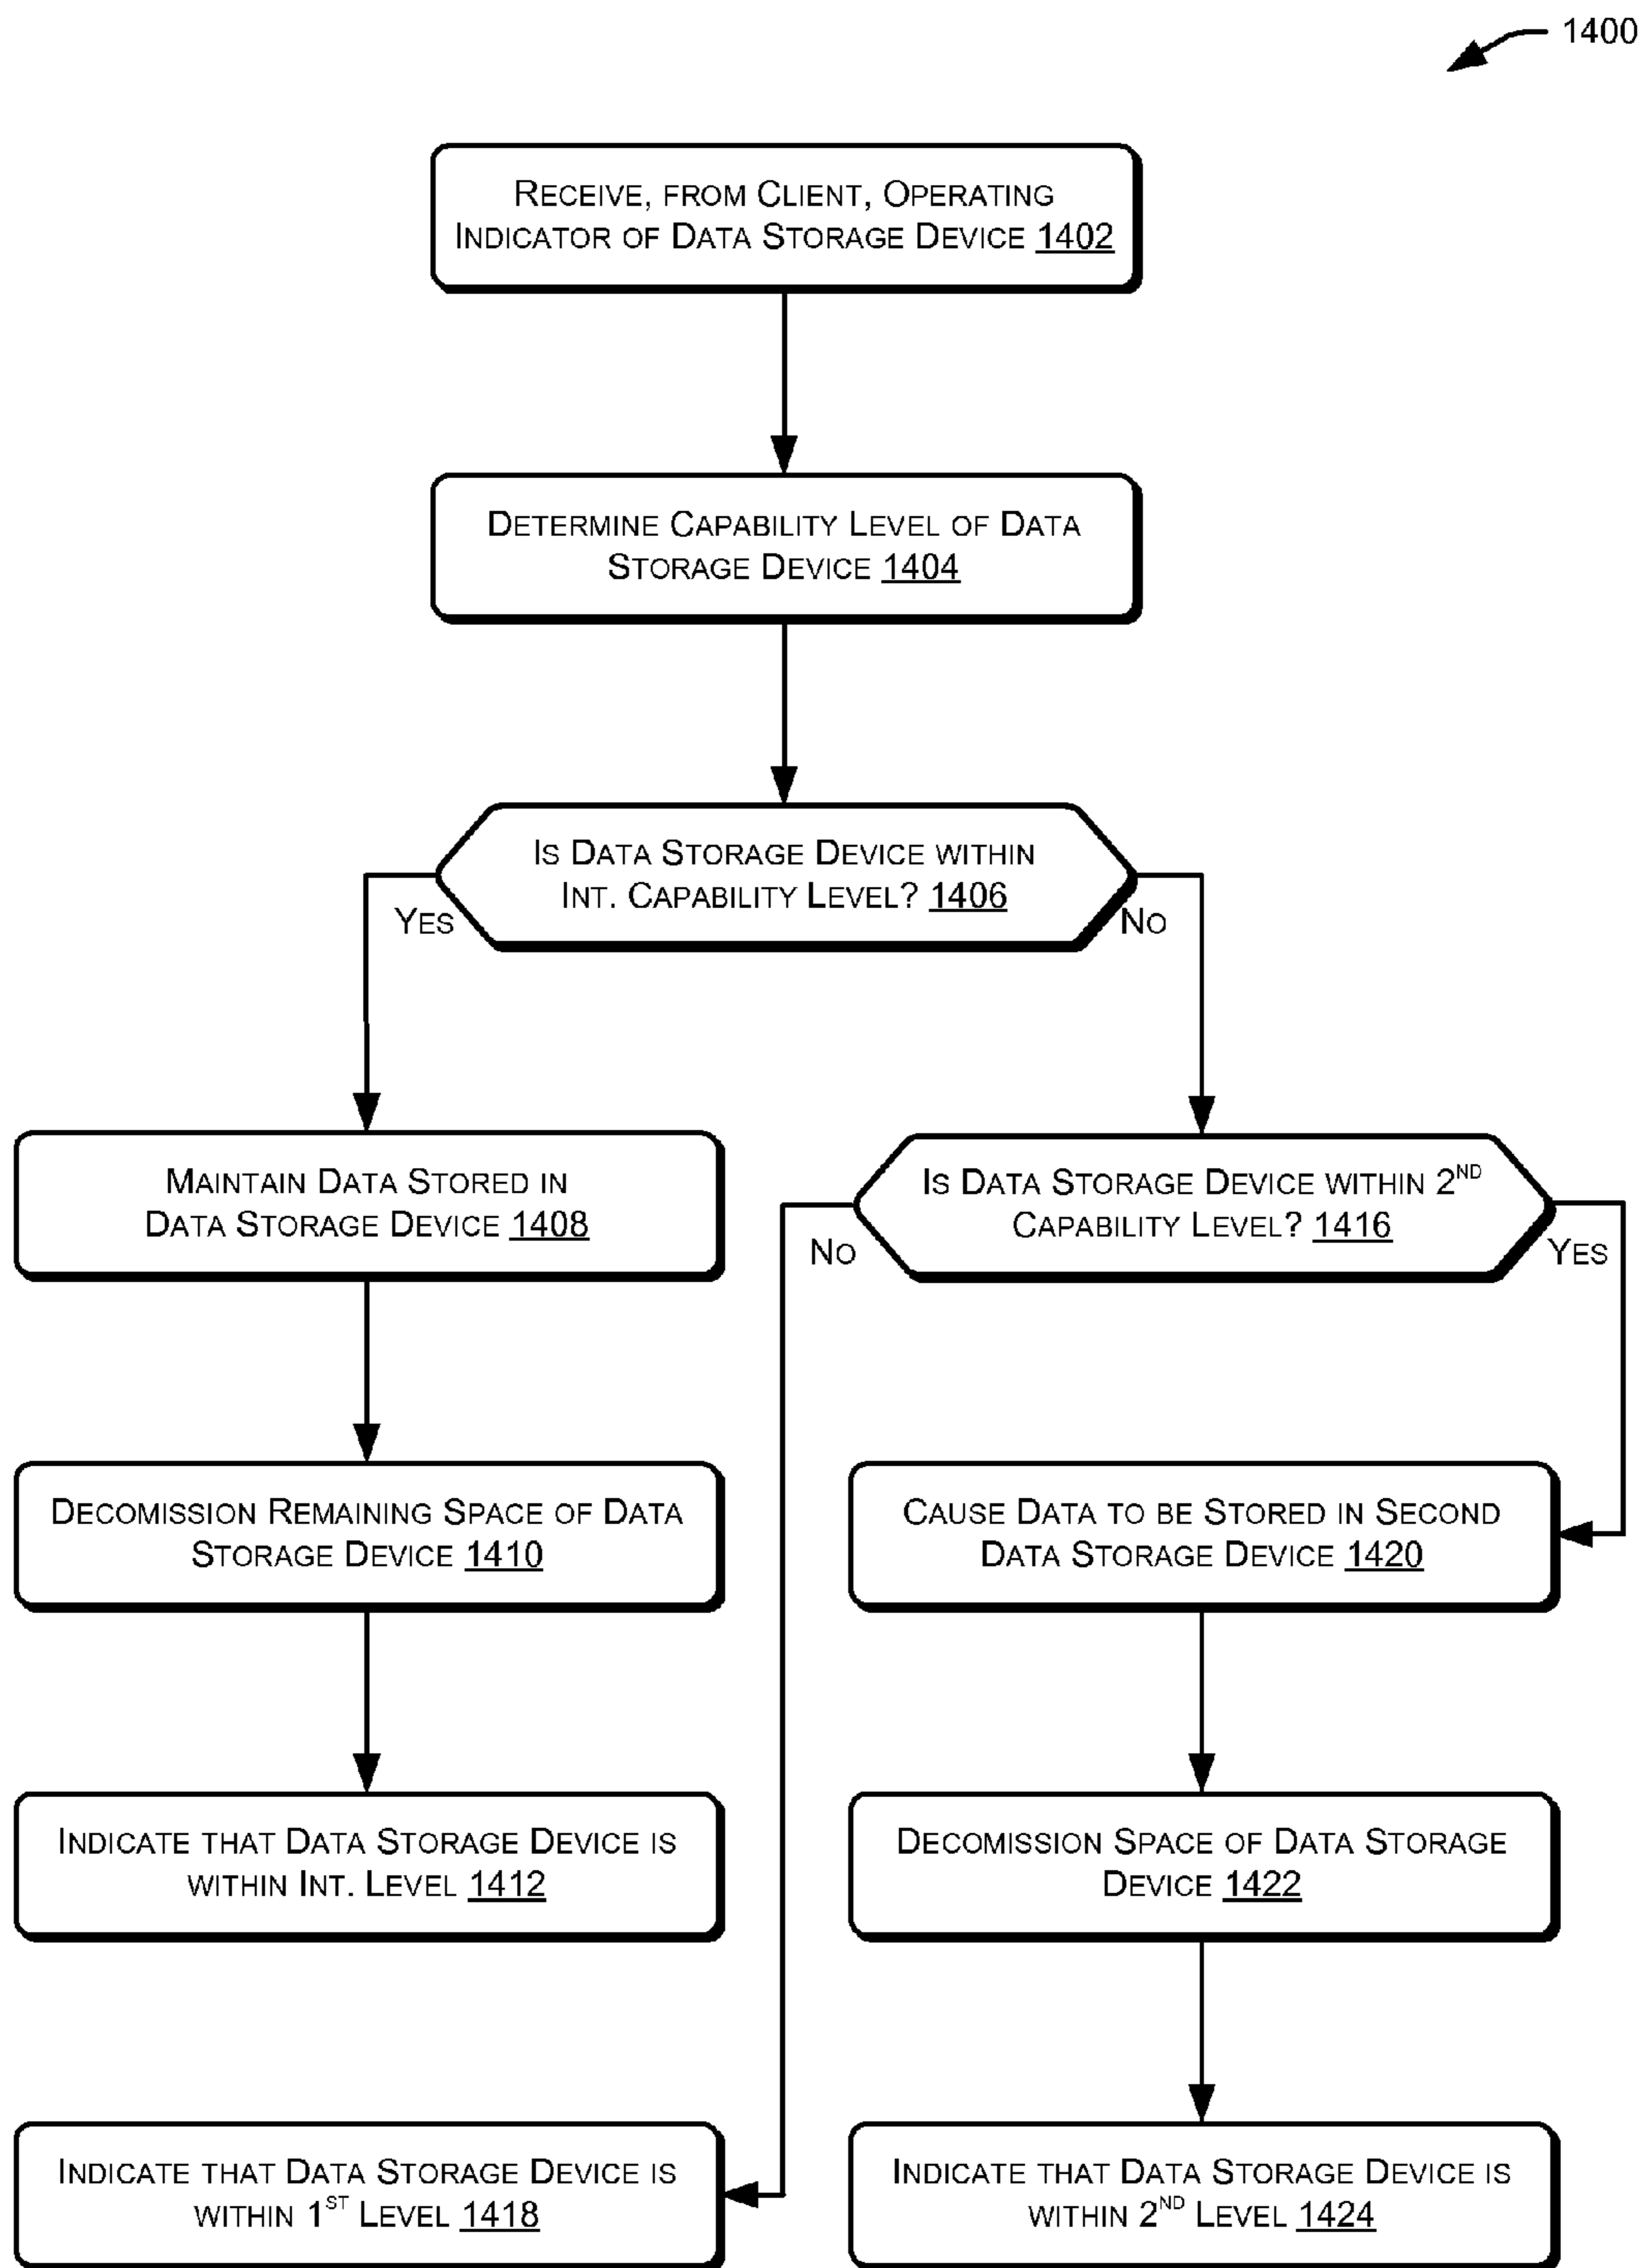 1400
RECEIVE, FROM CLIENT, OPERATING
INDICATOR OF DATA STORAGE DEVICE 1402
DETERMINE CAPABILITY LEVEL OF DATA
STORAGE DEVICE 1404
IS DATA STORAGE DEVICE WITHIN
INT. CAPABILITY LEVEL? 1406
YES
NO
MAINTAIN DATA STORED IN
DATA STORAGE DEVICE 1408
IS DATA STORAGE DEVICE WITHIN 2ND
CAPABILITY LEVEL? 1416
NO
YES
DECOMISSION REMAINING SPACE OF DATA
STORAGE DEVICE 1410
CAUSE DATA TO BE STORED IN SECOND
DATA STORAGE DEVICE 1420
INDICATE THAT DATA STORAGE DEVICE IS
WITHIN INT. LEVEL 1412
DECOMISSION SPACE OF DATA STORAGE
DEVICE 1422
INDICATE THAT DATA STORAGE DEVICE IS
WITHIN 1ST LEVEL 1418
INDICATE THAT DATA STORAGE DEVICE IS
WITHIN 2ND LEVEL 1424